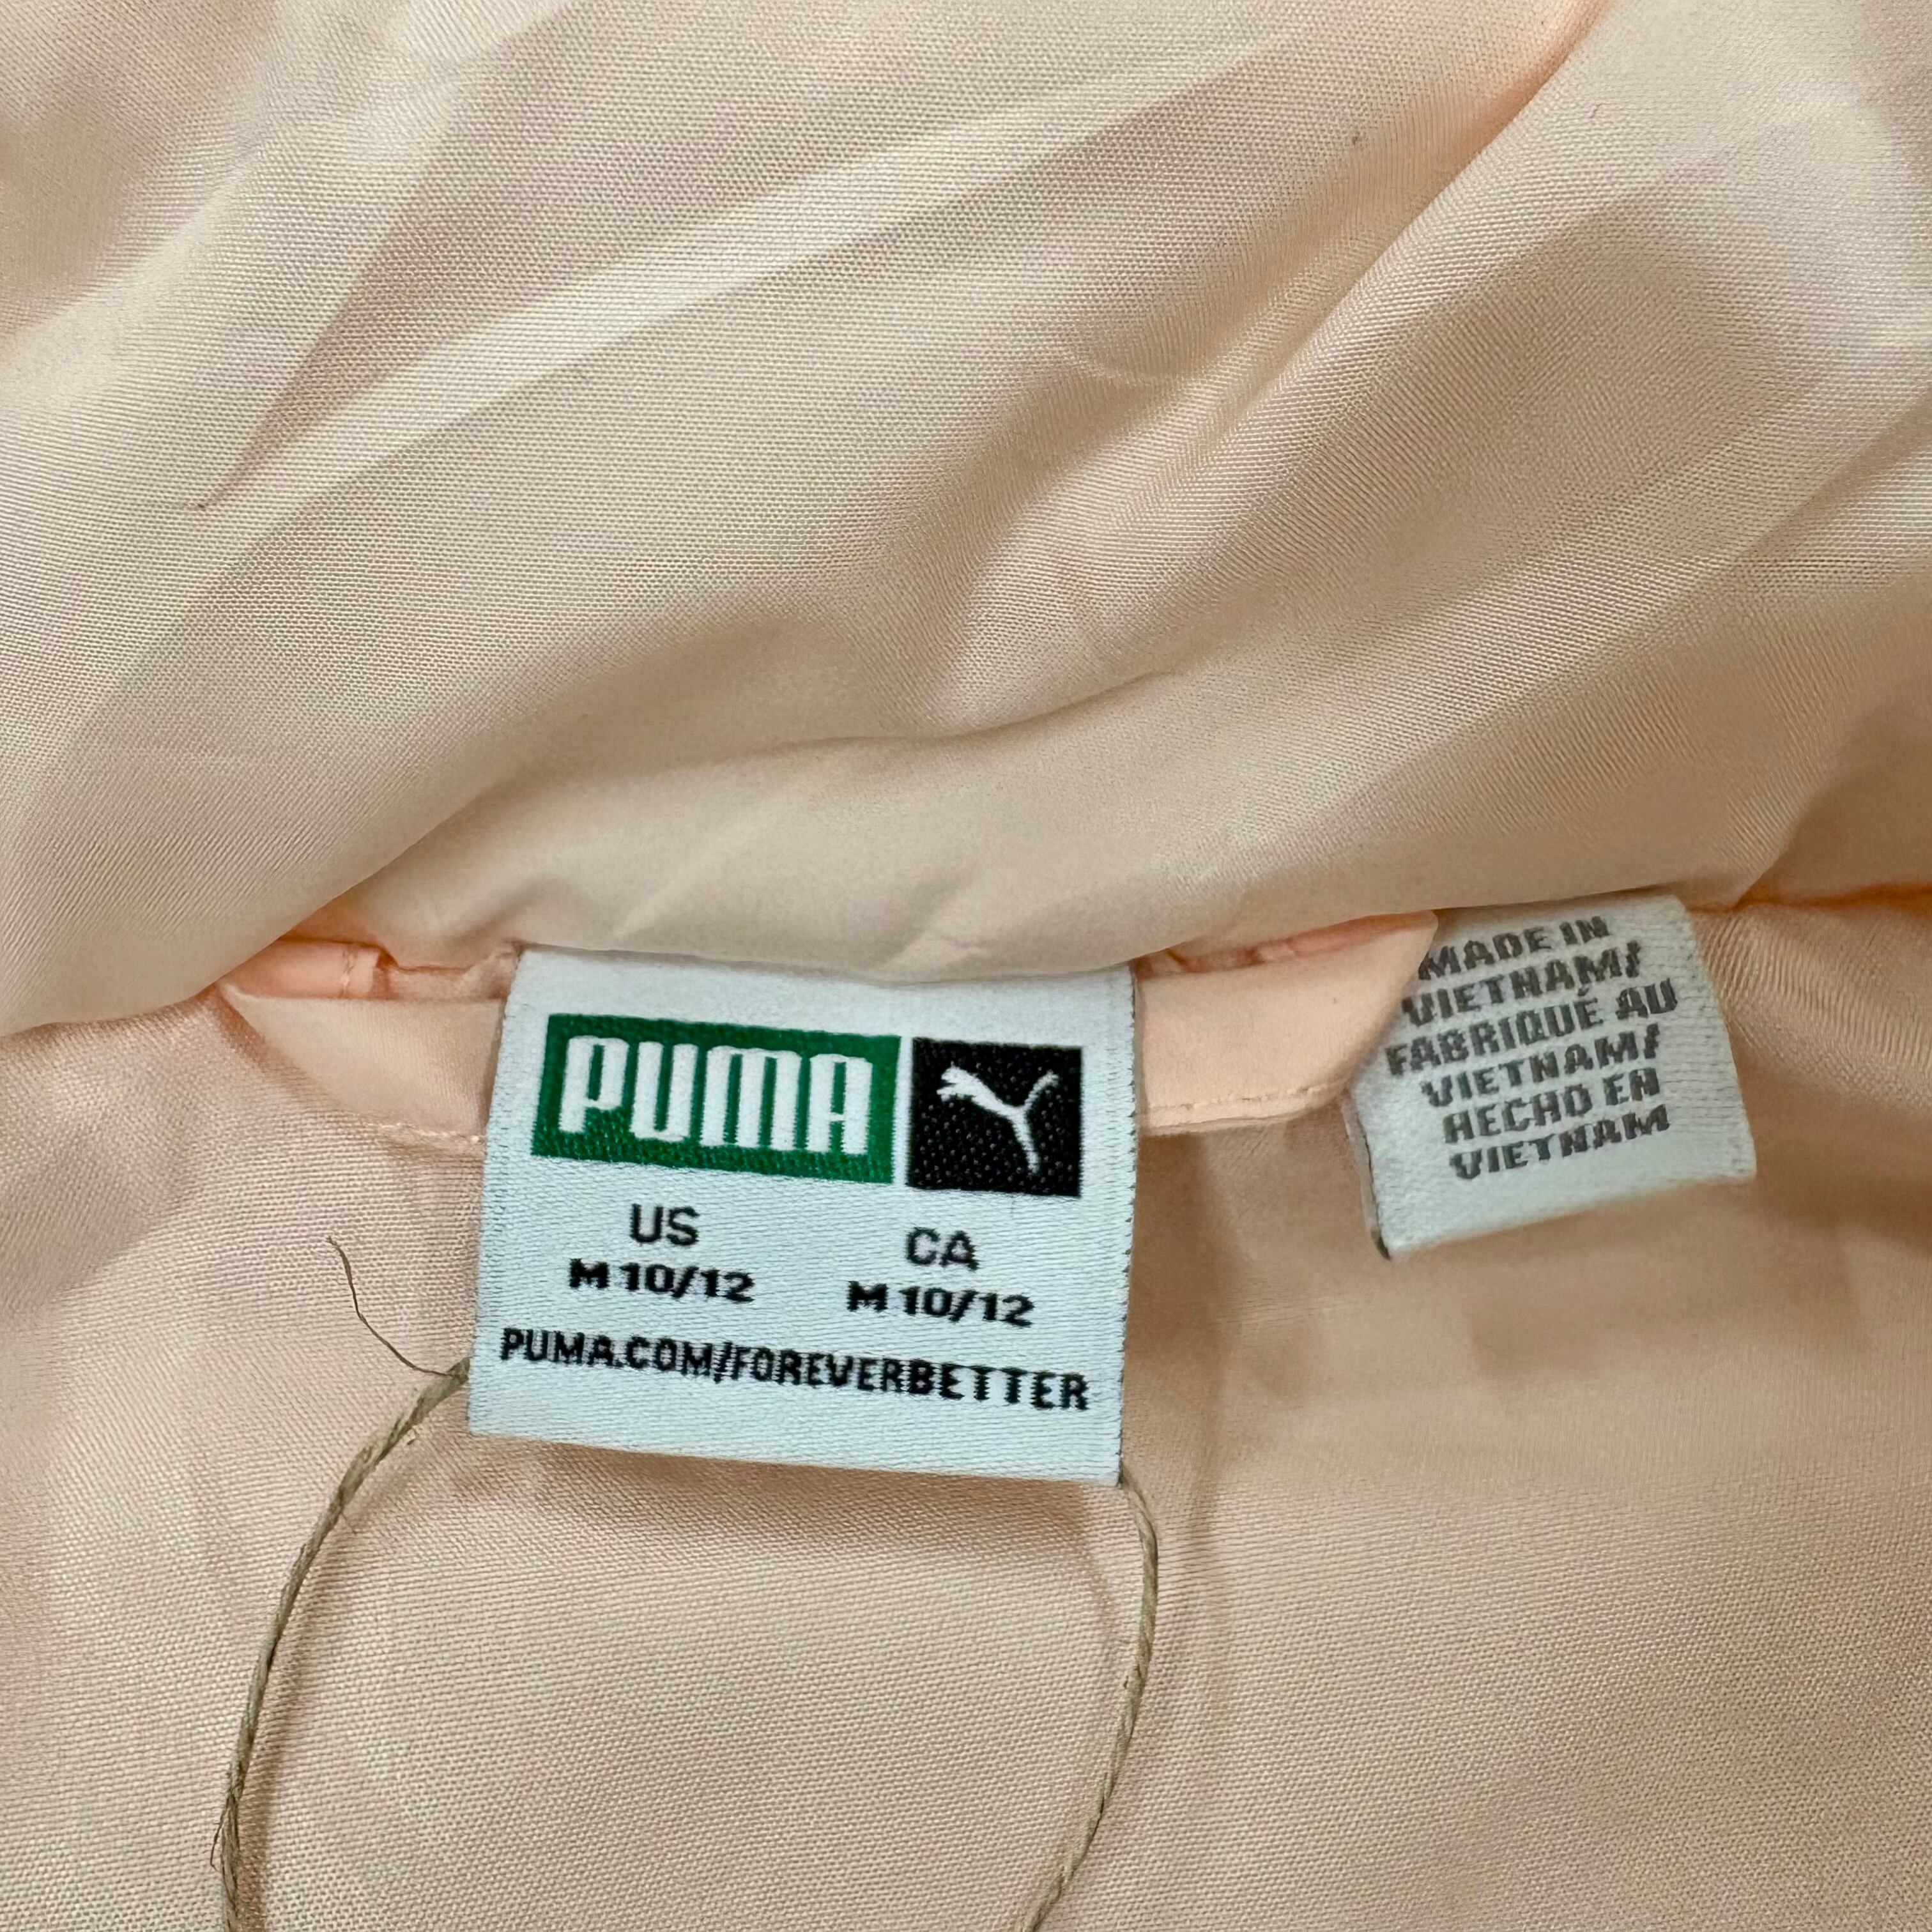 PUMA
US
M 10/12
CA
M 10/12
PUMA.COM/FOREVERBETTER
MADE IN
VIETNAM/
FABRIQUÉ AU
VIETNAM/
HECHO EN
VIETNAM